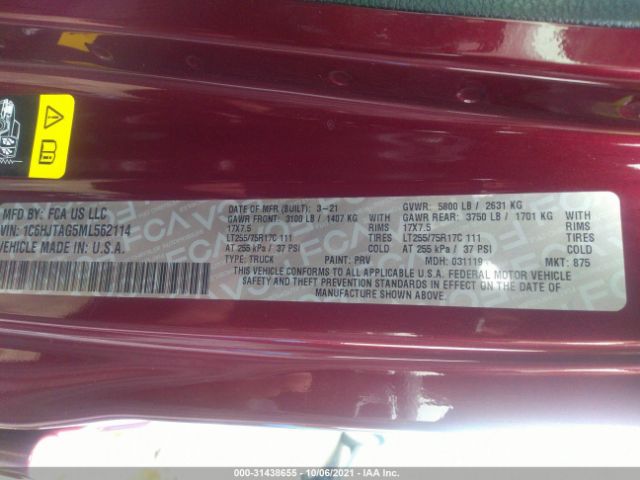 MFD. BY: FCA US LLC
VIN: 1C6HJTAG5ML562114
VEHICLE MADE IN U.S.A.
DATE OF MFR (BUILT): 3-21
GAWR FRONT: 3100 LB / 1407 KG WITH
17X7.5 RIMS
LT255/75R17C 111 TIRES
AT 255 kPa / 37 PSI COLD
TYPE: TRUCK PAINT: PRV
GVWR: 5800 LB / 2631 KG
GAWR REAR: 3750 LB / 1701 KG WITH
17X7.5 RIMS
LT255/75R17C 111 TIRES
AT 255 kPa / 37 PSI COLD
MDH: 031119 MKT: 875
THIS VEHICLE CONFORMS TO ALL APPLICABLE U.S.A. FEDERAL MOTOR VEHICLE
SAFETY AND THEFT PREVENTION STANDARDS IN EFFECT ON THE DATE OF
MANUFACTURE SHOWN ABOVE.
000-31438655 - 10/06/2021 - IAA Inc.